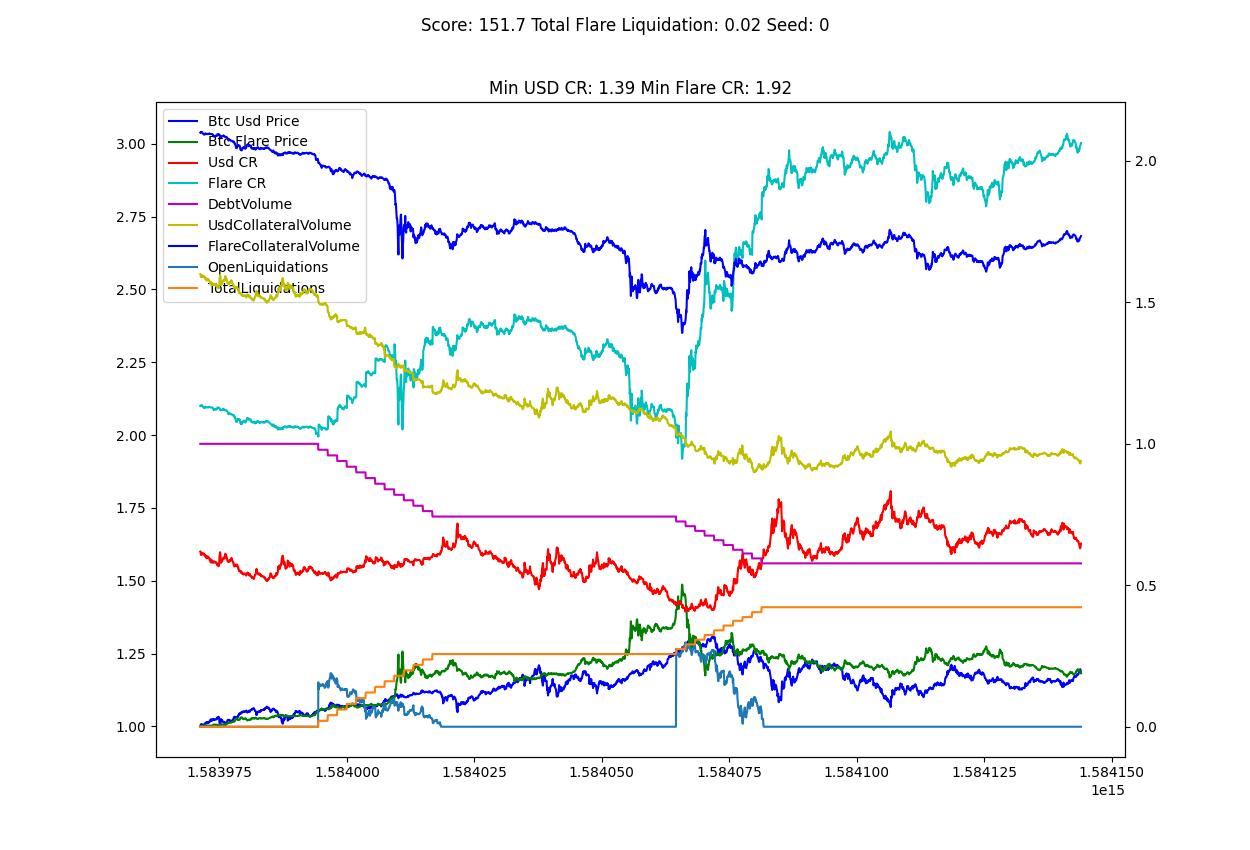 Score: 151.7 Total Flare Liquidation: 0.02 Seed: 0
Min USD CR: 1.39 Min Flare CR: 1.92
Btc Usd Price
Btc Flare Price
Usd CR
Flare CR
DebtVolume
UsdCollateralVolume
FlareCollateralVolume
OpenLiquidations
TotalLiquidations
3.00
2.75
2.50
2.25
2.00
1.75
1.50
1.25
1.00
2.0
1.5
1.0
0.5
0.0
1.583975 1.584000 1.584025 1.584050 1.584075 1.584100 1.584125 1.584150
1e15